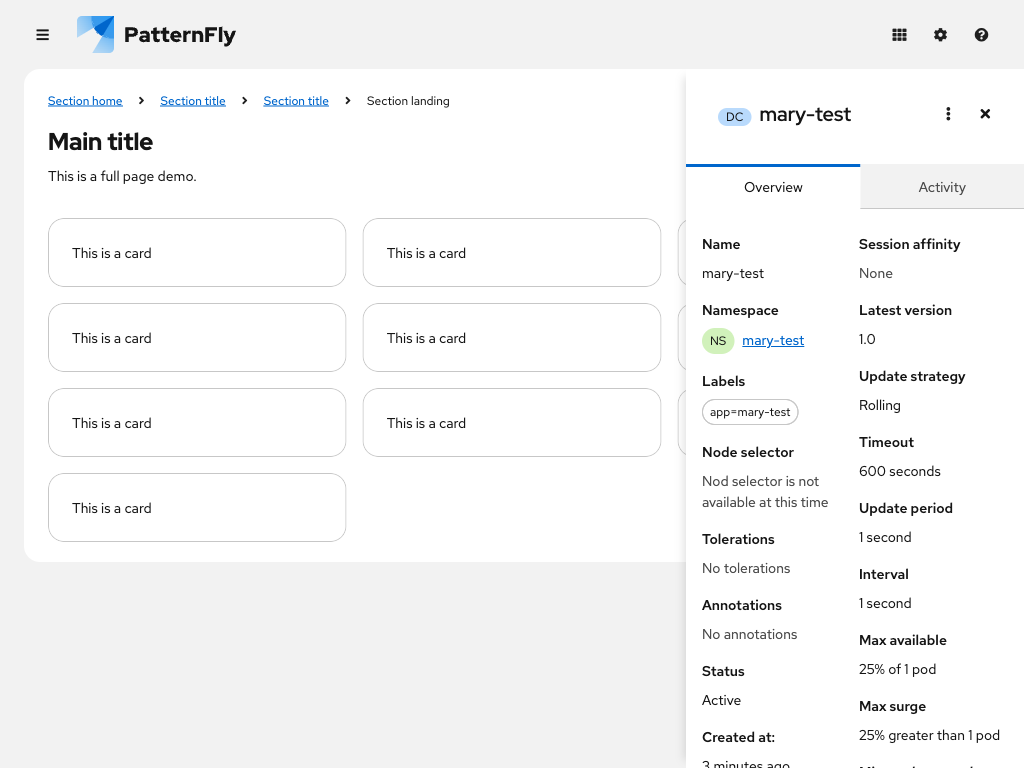 PatternFly
Section home
Section title
Section title
Section landing
Main title
This is a full page demo.
This is a card
This is a card
This is a card
This is a card
This is a card
This is a card
This is a card
DC mary-test
Overview
Activity
Name
mary-test
Namespace
NS mary-test
Labels
app=mary-test
Node selector
Nod selector is not
available at this time
Tolerations
No tolerations
Annotations
No annotations
Status
Active
Created at:
3 minutes ago
Session affinity
None
Latest version
1.0
Update strategy
Rolling
Timeout
600 seconds
Update period
1 second
Interval
1 second
Max available
25% of 1 pod
Max surge
25% greater than 1 pod